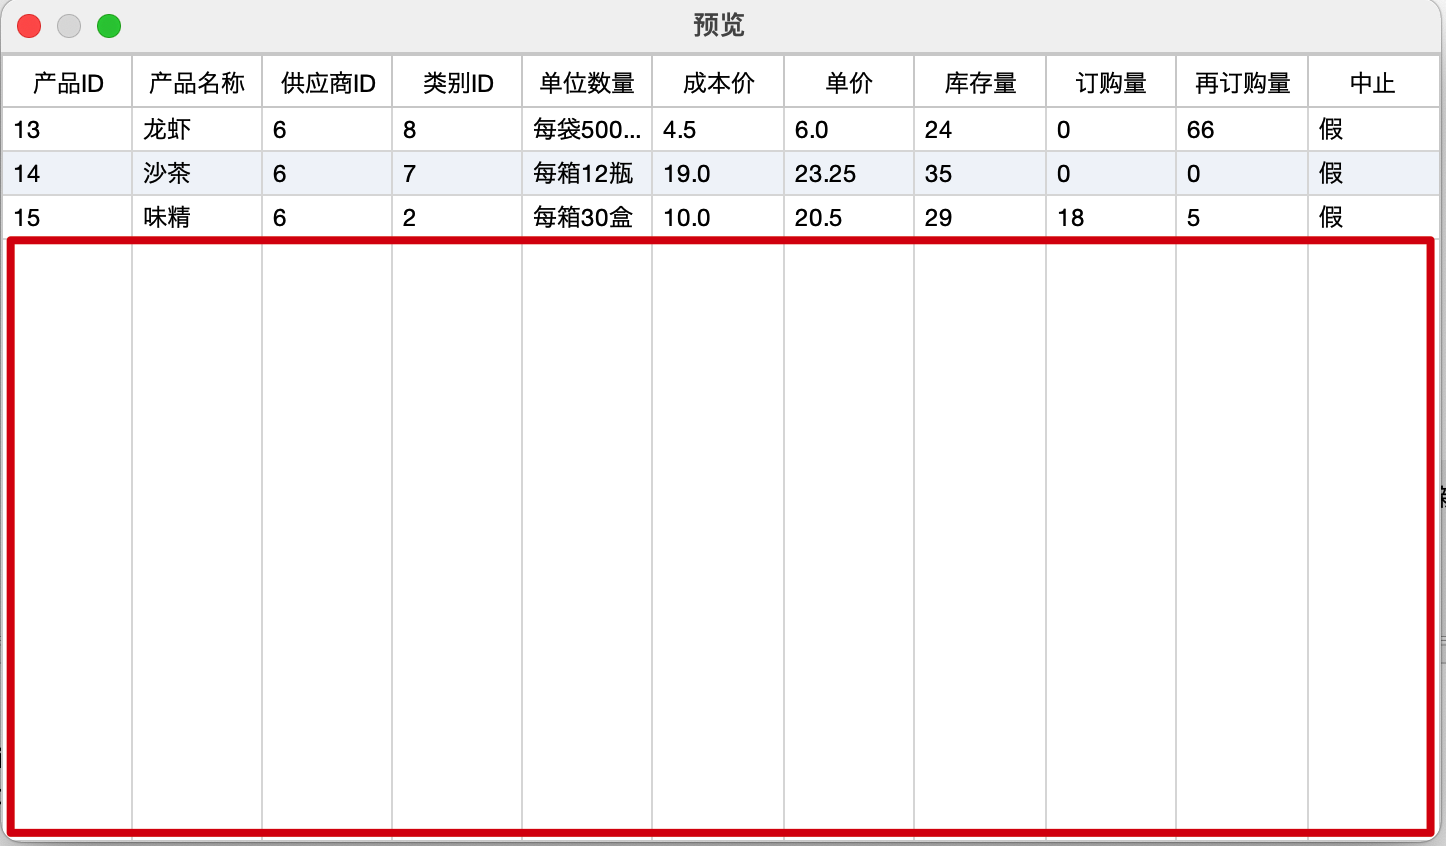 预览
产品ID 产品名称 供应商ID 类别ID 单位数量 成本价 单价 库存量 订购量 再订购量 中止
13 龙虾 6 8 每袋500... 4.5 6.0 24 0 66 假
14 沙茶 6 7 每箱12瓶 19.0 23.25 35 0 0 假
15 味精 6 2 每箱30盒 10.0 20.5 29 18 5 假